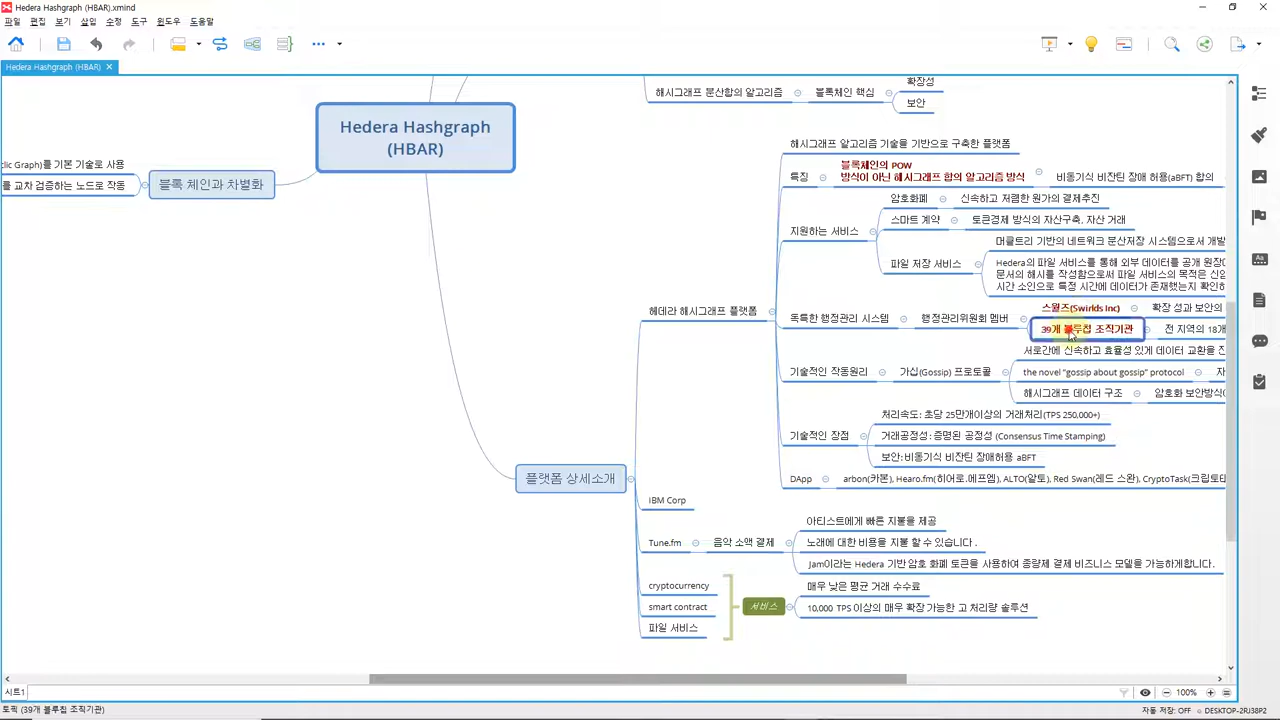 Hedera Hashgraph (HBAR).xmind
파일 편집 보기 삽입 수정 도구 윈도우 도움말
Hedera Hashgraph (HBAR)
해시그래프 분산합의 알고리즘
블록체인 핵심
확장성
보안
Hedera Hashgraph
(HBAR)
clic Graph)를 기본 기술로 사용
를 교차 검증하는 노드로 작동
블록 체인과 차별화
해시그래프 알고리즘 기술을 기반으로 구축한 플랫폼
특징
블록체인의 POW
방식이 아닌 해시그래프 합의 알고리즘 방식
비동기식 비잔틴 장애 허용(aBFT) 합의
지원하는 서비스
암호화폐
신속하고 저렴한 원가의 결제추진
스마트 계약
토큰경제 방식의 자산구축, 자산 거래
파일 저장 서비스
머클트리 기반의 네트워크 분산저장 시스템으로서 개발
Hedera의 파일 서비스를 통해 외부 데이터를 공개 원장
문서의 해시를 작성함으로써 파일 서비스의 목적은 신
시간 소인으로 특정 시간에 데이터가 존재했는지 확인하
헤데라 해시그래프 플랫폼
독특한 행정관리 시스템
행정관리위원회 멤버
스월즈(Swirlds Inc)
확장 성과 보안의
39개 블루칩 조직기관
전 지역의 18개
기술적인 작동원리
가십(Gossip) 프로토콜
서로간에 신속하고 효율성 있게 데이터 교환을 진
the novel "gossip about gossip" protocol
자
해시그래프 데이터 구조
암호화 보안방식
기술적인 장점
처리속도: 초당 25만개이상의 거래처리(TPS 250,000+)
거래공정성: 증명된 공정성 (Consensus Time Stamping)
보안: 비동기식 비잔틴 장애허용 aBFT
DApp
arbon(카본), Hearo.fm(히어로.에프엠), ALTO(알토), Red Swan(레드 스완), CryptoTask(크립토타
플랫폼 상세소개
IBM Corp
Tune.fm
음악 소액 결제
아티스트에게 빠른 지불을 제공
노래에 대한 비용을 지불 할 수 있습니다.
Jam이라는 Hedera 기반 암호 화폐 토큰을 사용하여 종량제 결제 비즈니스 모델을 가능하게합니다.
cryptocurrency
smart contract
파일 서비스
서비스
매우 낮은 평균 거래 수수료
10,000 TPS 이상의 매우 확장 가능한 고 처리량 솔루션
시트1
100%
토픽 (39개 블루칩 조직기관)
자동 저장: OFF
DESKTOP-2RJ38P2